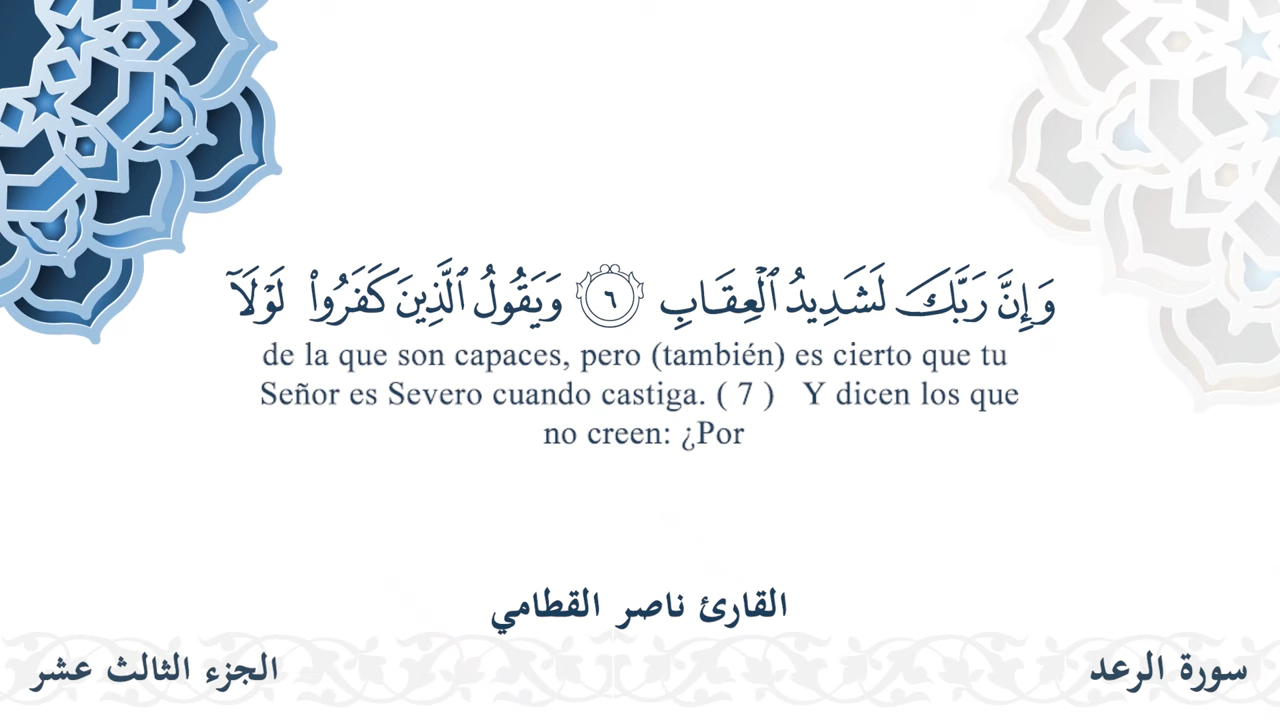 وَإِنَّ رَبَّكَ لَشَدِيدُ ٱلْعِقَابِ ٦ وَيَقُولُ ٱلَّذِينَ كَفَرُوا۟ لَوْلَآ
de la que son capaces, pero (también) es cierto que tu
Señor es Severo cuando castiga. ( 7 ) Y dicen los que
no creen: ¿Por
القارئ ناصر القطامي
سورة الرعد
الجزء الثالث عشر